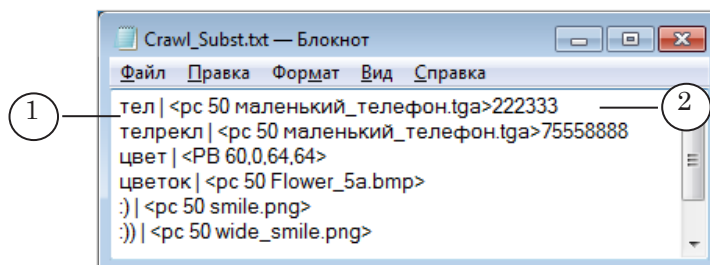 Crawl_Subst.txt — Блокнот
Файл Правка Формат Вид Справка
1
2
тел | <pc 50 маленький_телефон.tga>222333
телрекл | <pc 50 маленький_телефон.tga>75558888
цвет | <PB 60,0,64,64>
цветок | <pc 50 Flower_5a.bmp>
:) | <pc 50 smile.png>
:)) | <pc 50 wide_smile.png>